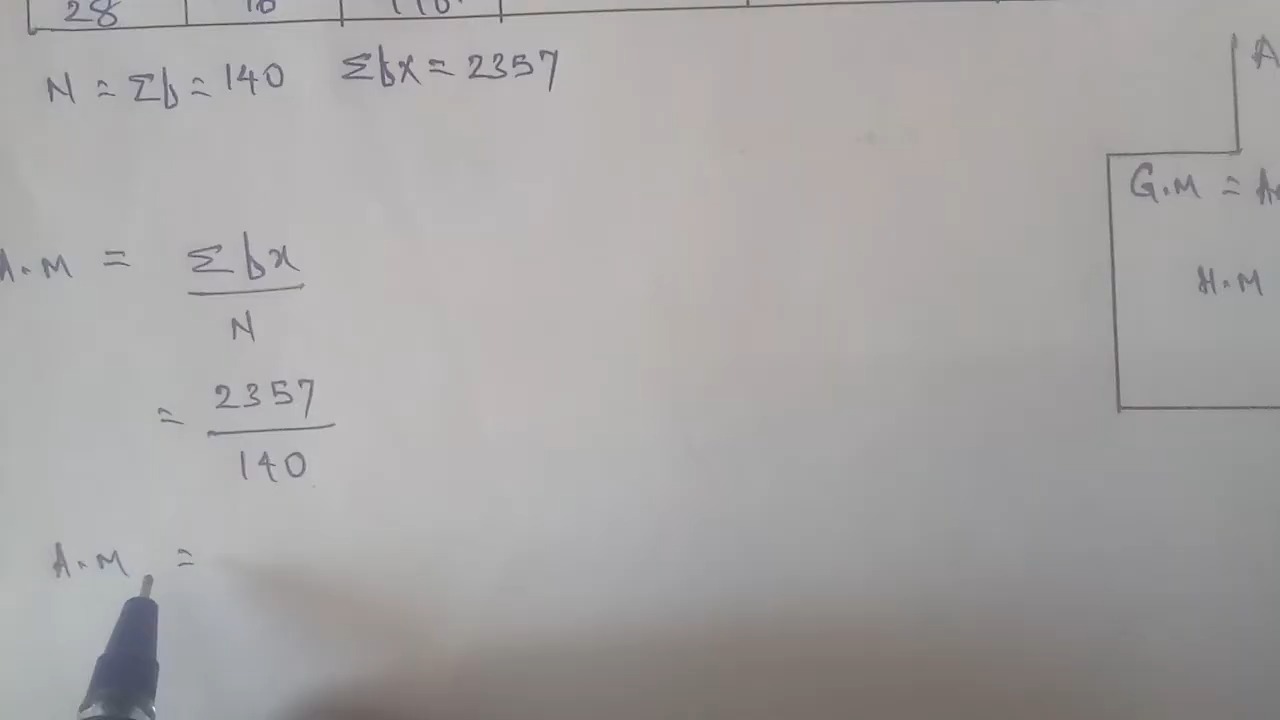 28
N = Σf = 140 Σfx = 2357
A
G.M = A
A.M = Σfx
N
H.M
= 2357
140
A.M =